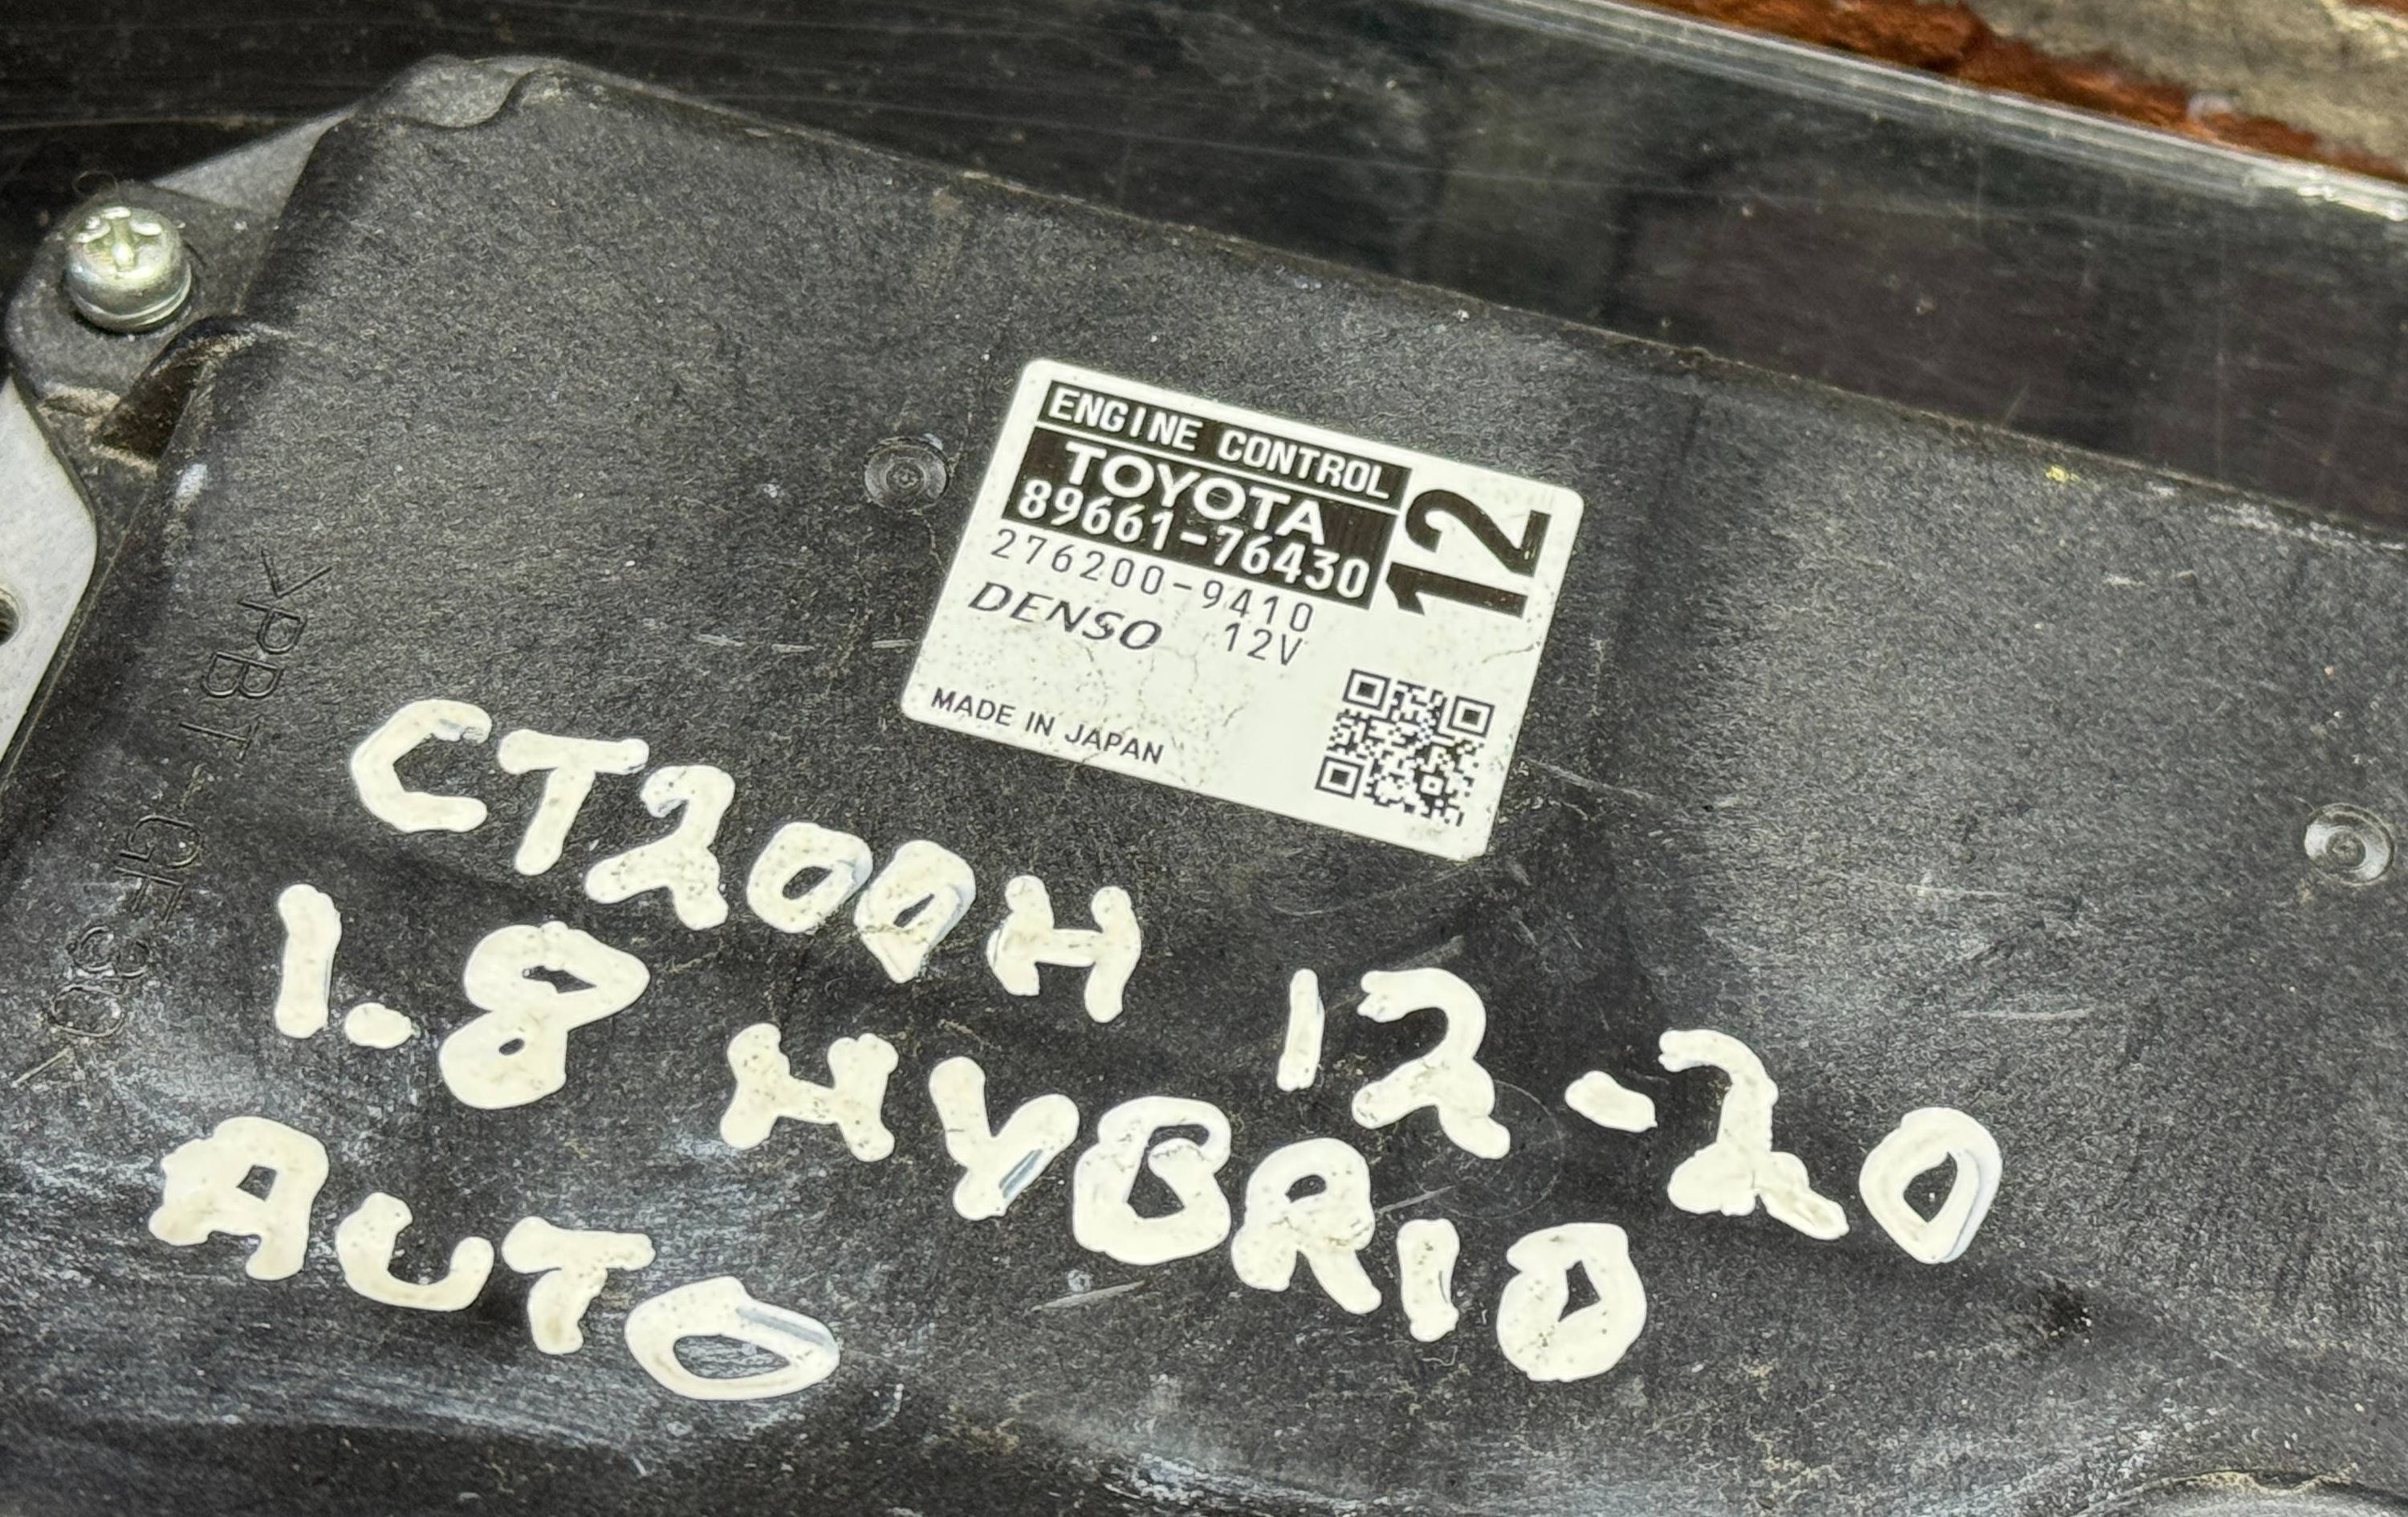 ENGINE CONTROL
TOYOTA
89661-76430
12
276200-9410
DENSO 12V
MADE IN JAPAN
>PBT-GF30<
CT200H 12-20
1.8 HYBRID
AUTO